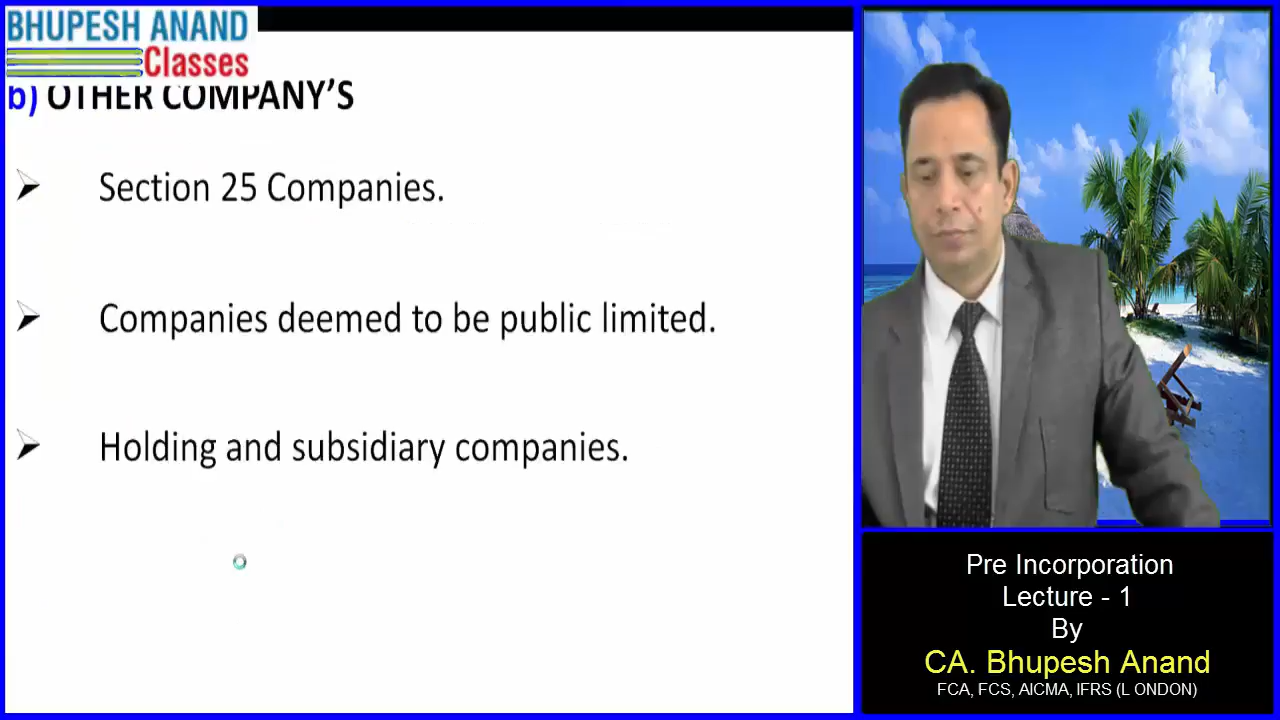 BHUPESH ANAND
Classes
b) OTHER COMPANY'S
Section 25 Companies.
Companies deemed to be public limited.
Holding and subsidiary companies.
Pre Incorporation
Lecture - 1
By
CA. Bhupesh Anand
FCA, FCS, AICMA, IFRS (L ONDON)